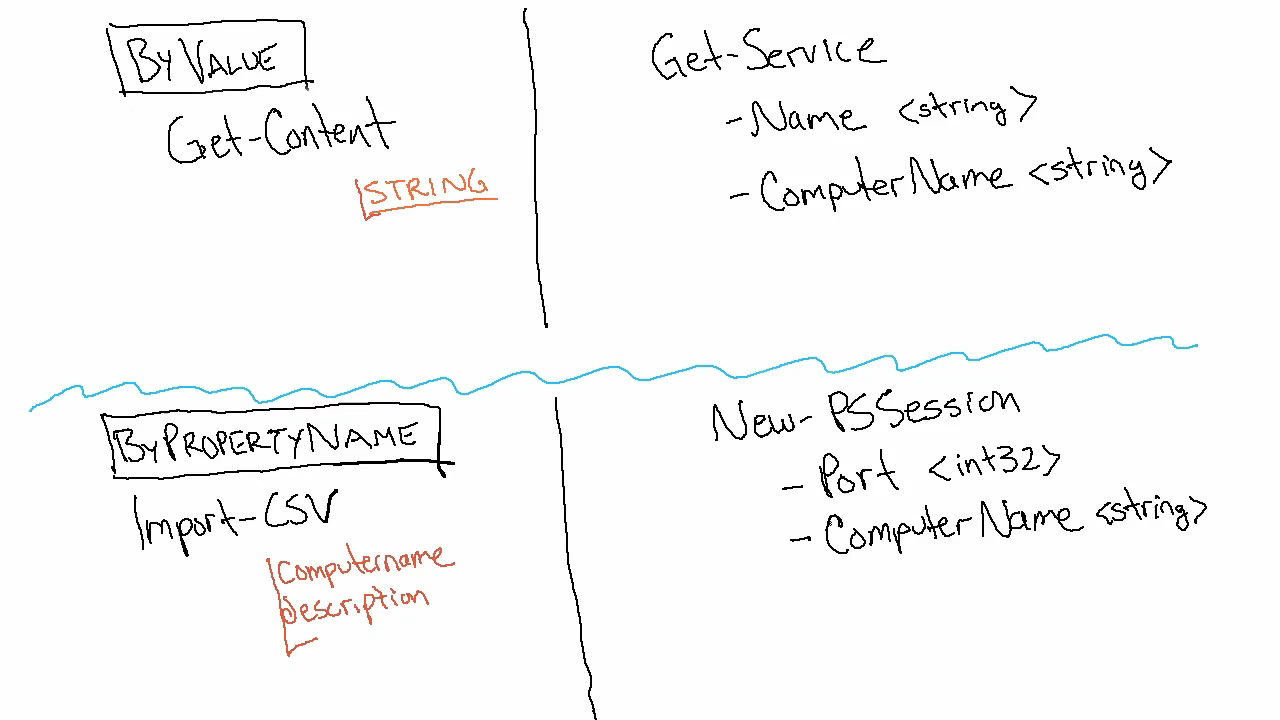 ByValue
Get-Content
STRING
Get-Service
-Name <string>
-ComputerName <string>
ByPropertyName
Import-CSV
Computername
description
New-PSSession
-Port <int32>
-ComputerName <string>